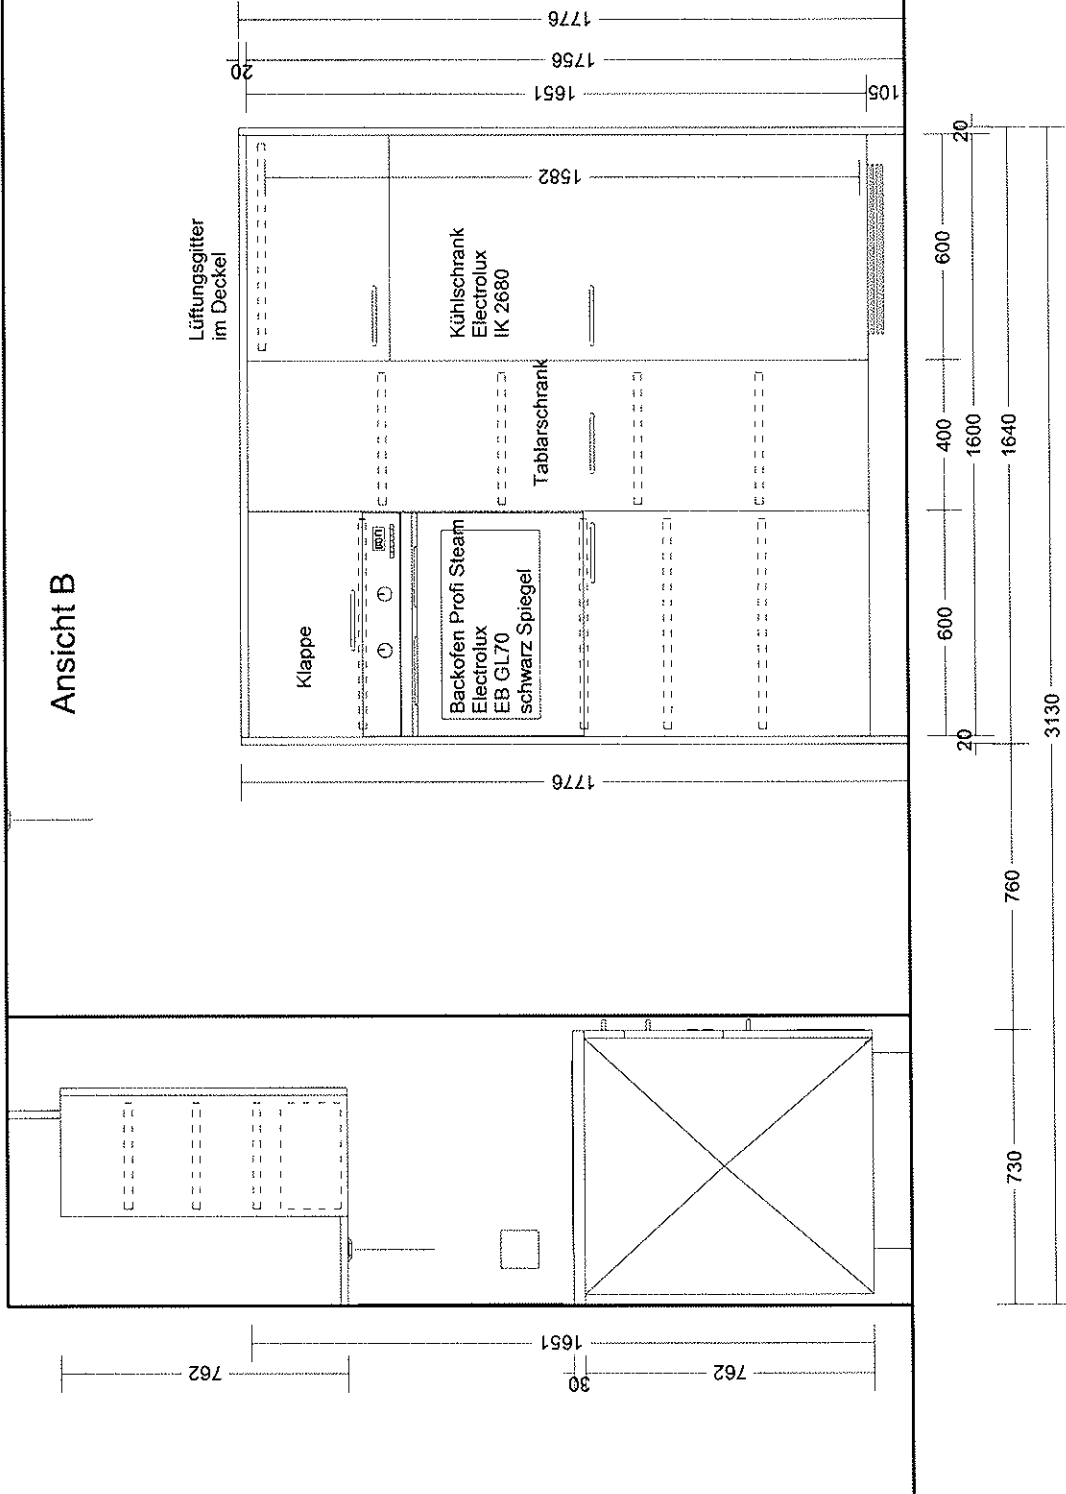 Ansicht B
Lüftungsgitter
im Deckel
Klappe
Backofen Profi Steam
Electrolux
EB GL70
schwarz Spiegel
Tablarschrank
Kühlschrank
Electrolux
IK 2680
1776
1756
20
1651
105
1582
1776
762
1651
30
762
20
600
400
600
20
1600
730
760
1640
3130